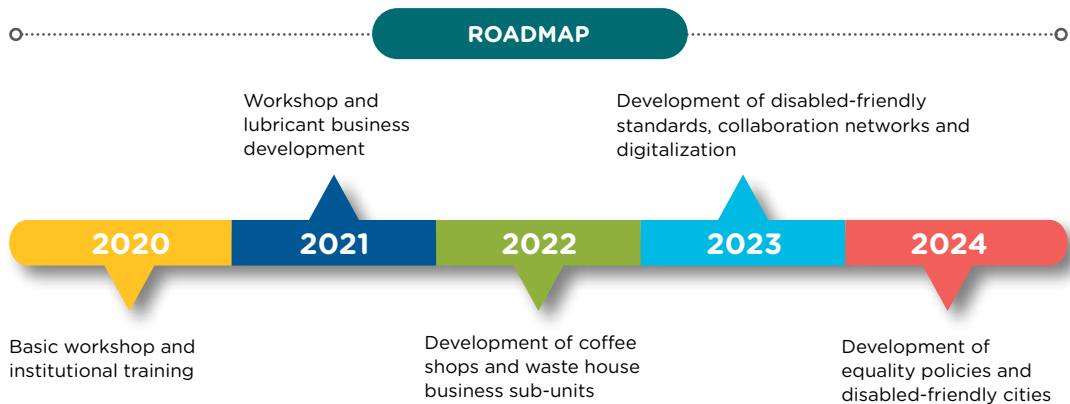 ROADMAP
Workshop and
lubricant business
development
Development of disabled-friendly
standards, collaboration networks and
digitalization
2020
2021
2022
2023
2024
Basic workshop and
institutional training
Development of coffee
shops and waste house
business sub-units
Development of
equality policies and
disabled-friendly cities